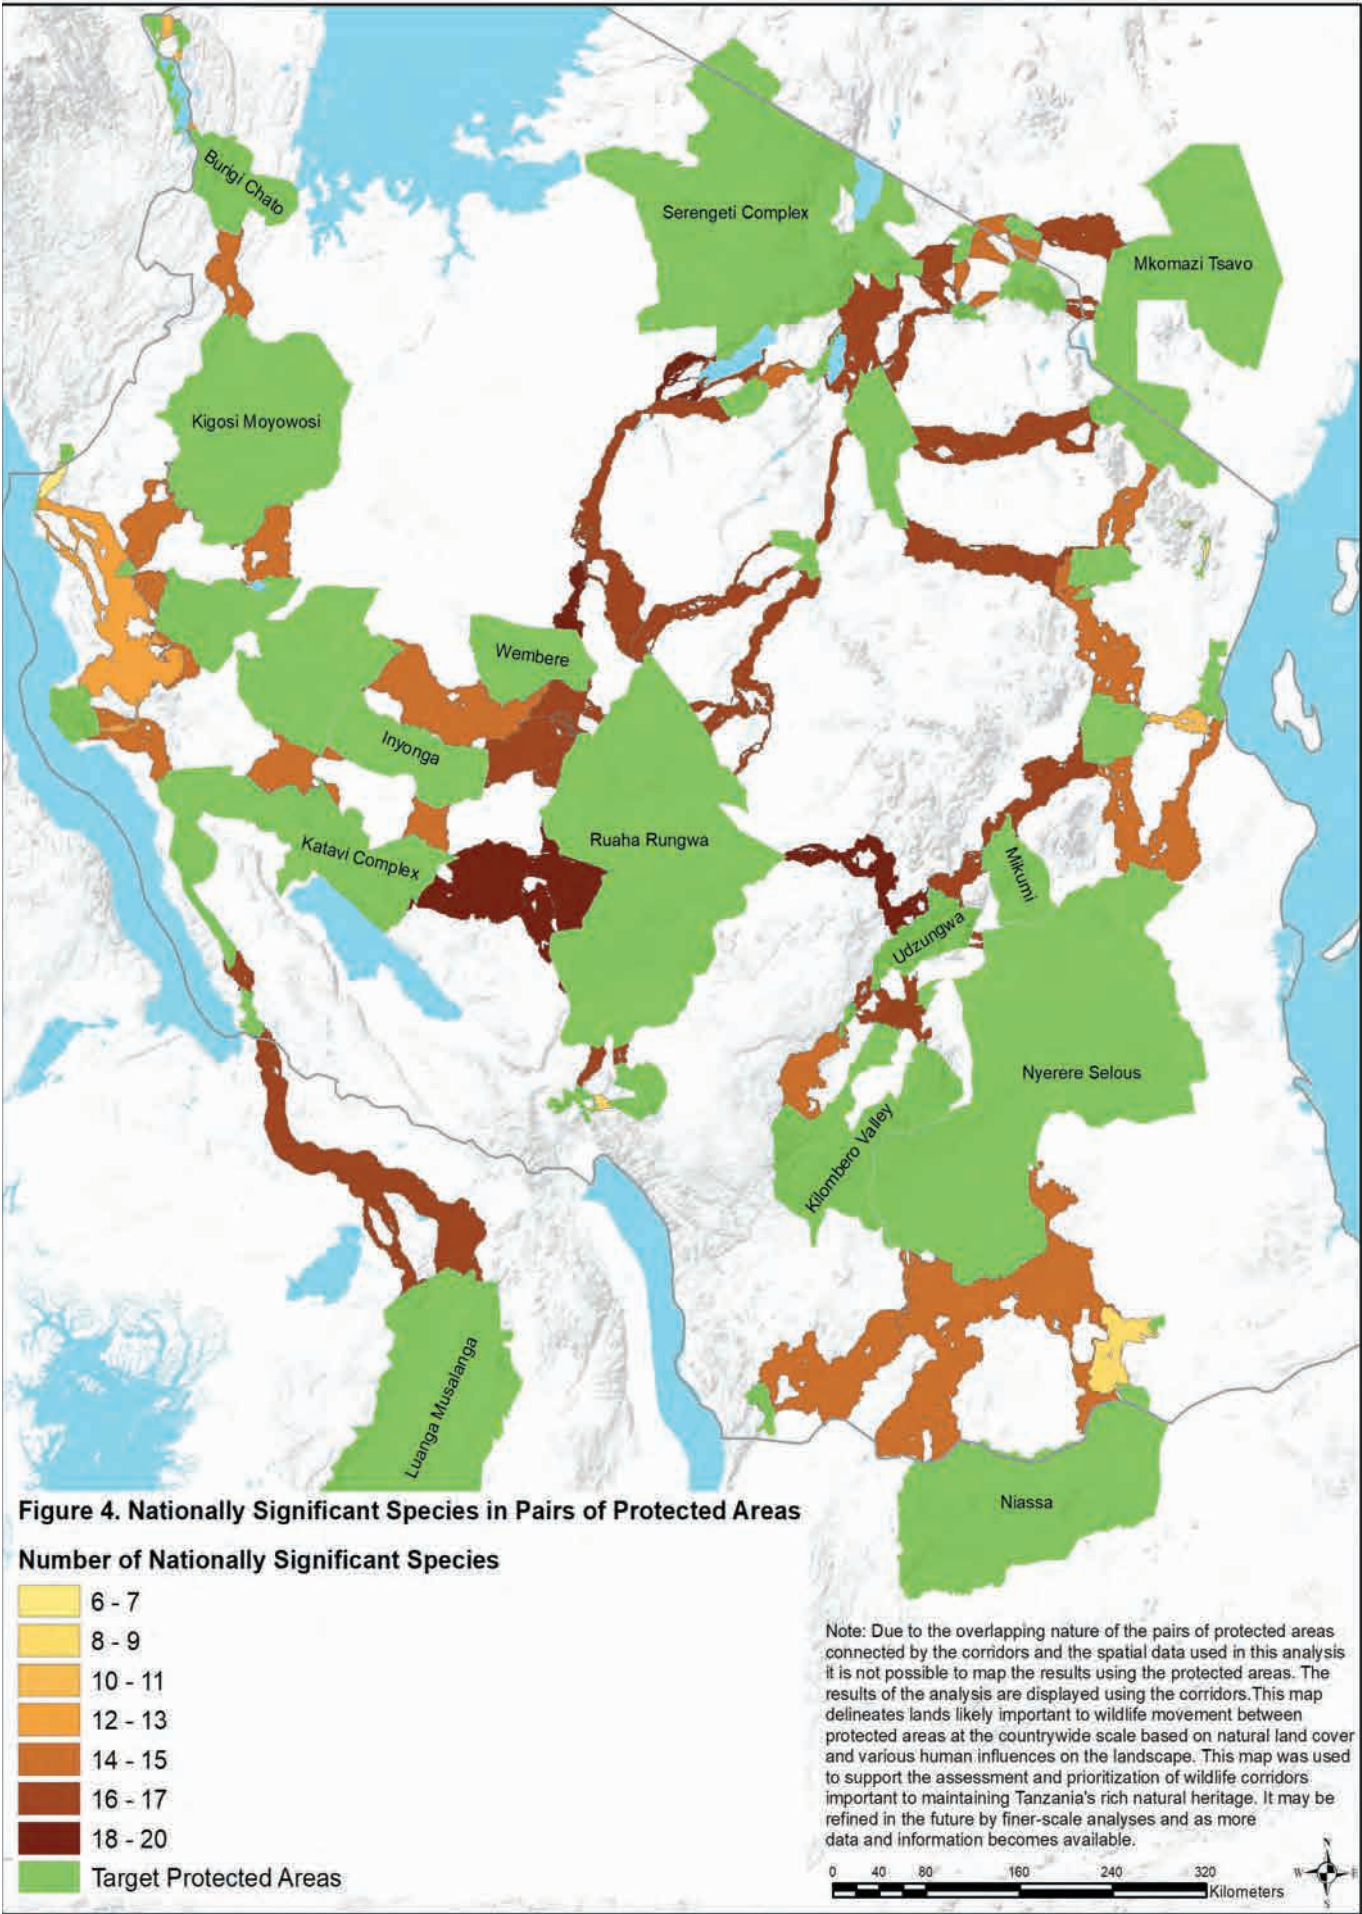 Burigi Chato
Serengeti Complex
Mkomazi Tsavo
Kigosi Moyowosi
Wembere
Inyonga
Ruaha Rungwa
Katavi Complex
Mikumi
Udzungwa
Nyerere Selous
Kilombero Valley
Luanga Musalanga
Niassa
Figure 4. Nationally Significant Species in Pairs of Protected Areas
Number of Nationally Significant Species
6 - 7
8 - 9
10 - 11
12 - 13
14 - 15
16 - 17
18 - 20
Target Protected Areas
Note: Due to the overlapping nature of the pairs of protected areas
connected by the corridors and the spatial data used in this analysis
it is not possible to map the results using the protected areas. The
results of the analysis are displayed using the corridors.This map
delineates lands likely important to wildlife movement between
protected areas at the countrywide scale based on natural land cover
and various human influences on the landscape. This map was used
to support the assessment and prioritization of wildlife corridors
important to maintaining Tanzania's rich natural heritage. It may be
refined in the future by finer-scale analyses and as more
data and information becomes available.
0 40 80 160 240 320
Kilometers
N
W E
S